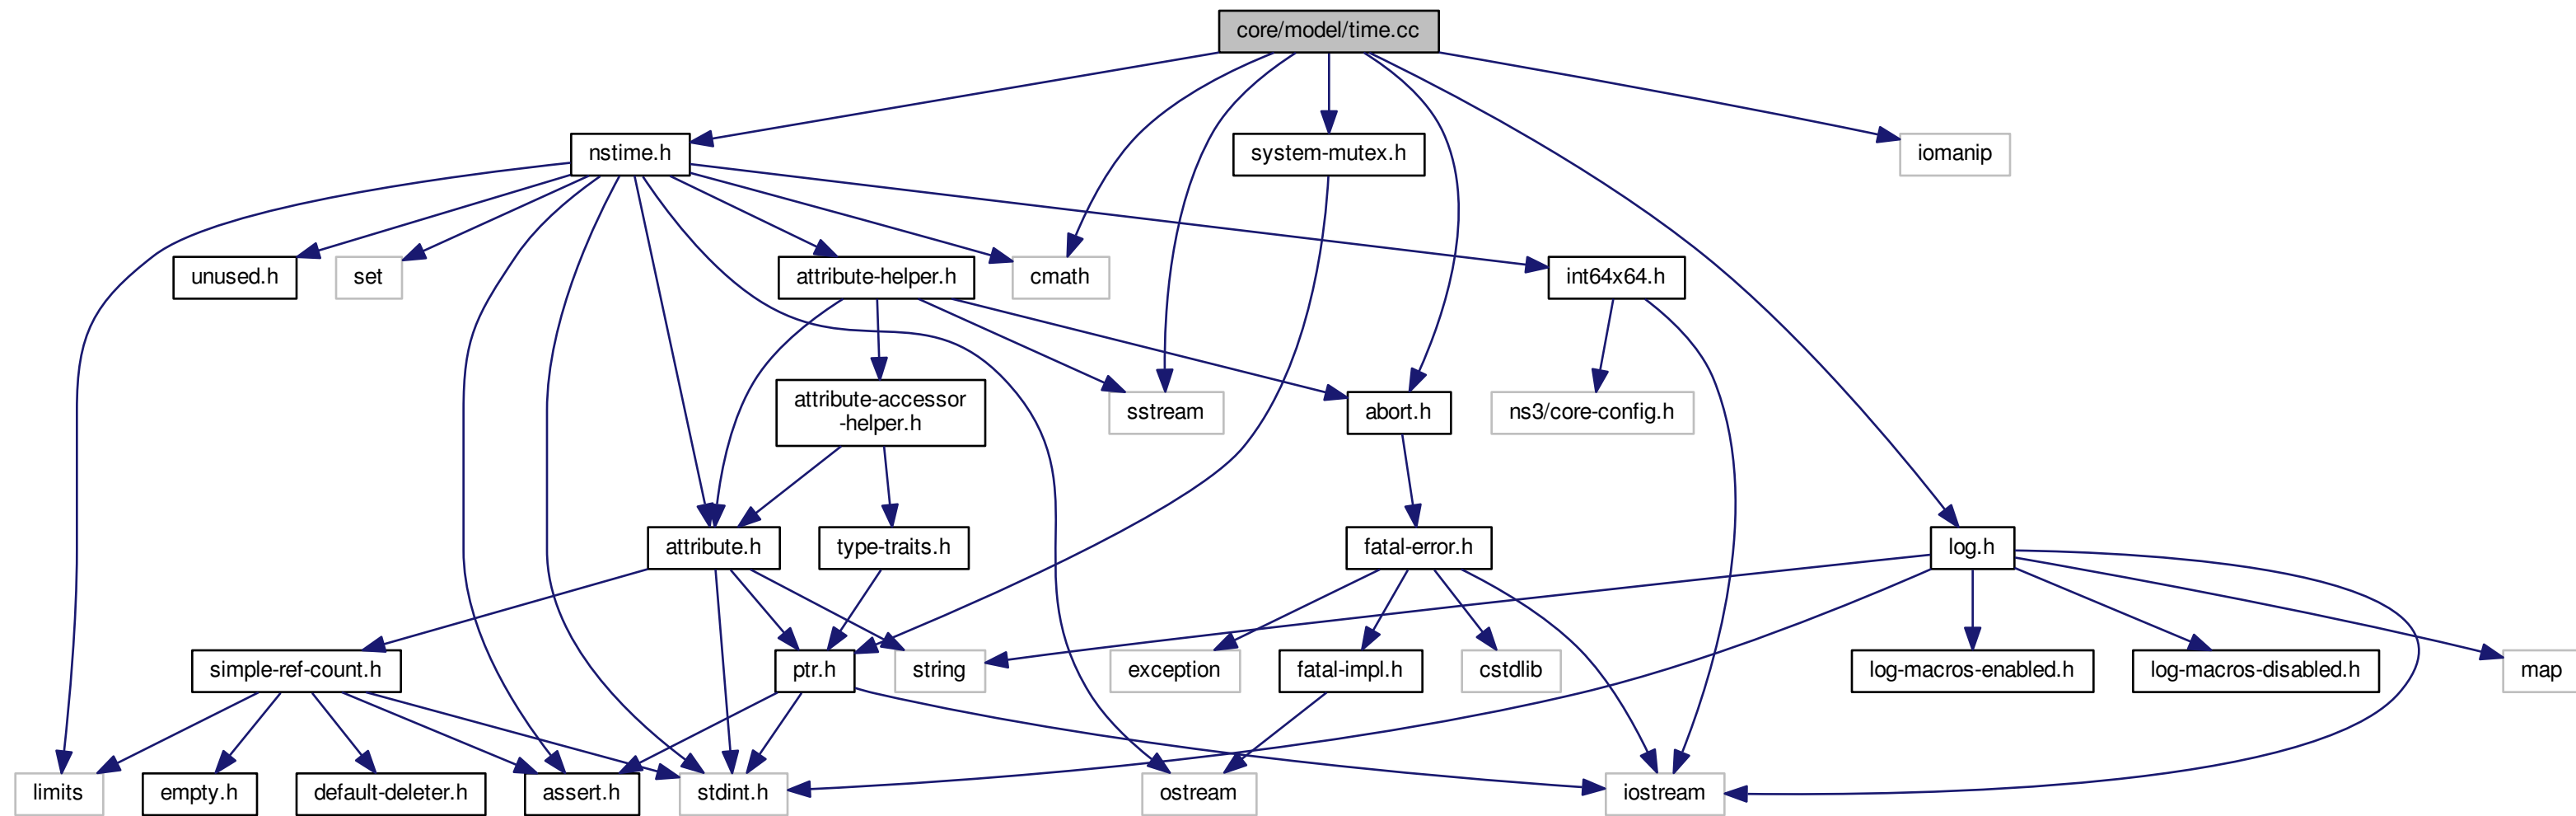 core/model/time.cc
nstime.h
system-mutex.h
iomanip
unused.h
set
attribute-helper.h
cmath
int64x64.h
attribute-accessor
-helper.h
sstream
abort.h
ns3/core-config.h
attribute.h
type-traits.h
fatal-error.h
log.h
simple-ref-count.h
ptr.h
string
exception
fatal-impl.h
cstdlib
log-macros-enabled.h
log-macros-disabled.h
map
limits
empty.h
default-deleter.h
assert.h
stdint.h
ostream
iostream